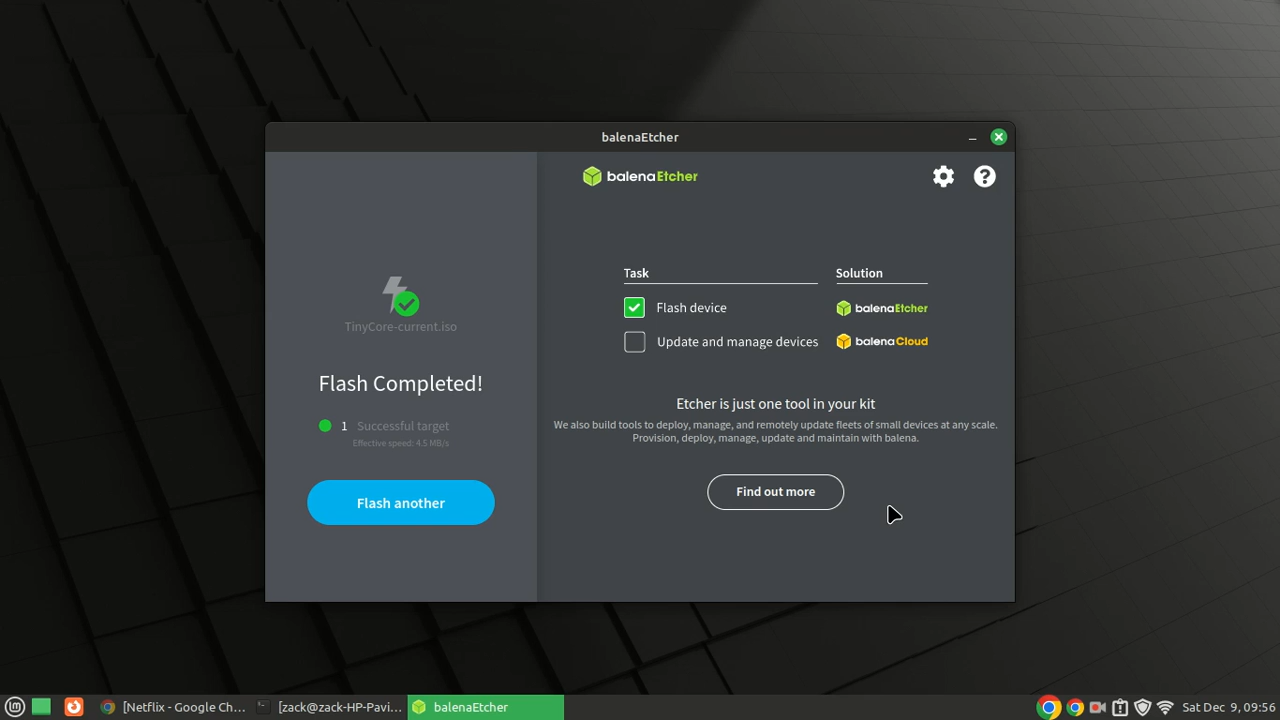 balenaEtcher
balenaEtcher
TinyCore-current.iso
Flash Completed!
1 Successful target
Effective speed: 4.5 MB/s
Flash another
Task Solution
Flash device balenaEtcher
Update and manage devices balenaCloud
Etcher is just one tool in your kit
We also build tools to deploy, manage, and remotely update fleets of small devices at any scale.
Provision, deploy, manage, update and maintain with balena.
Find out more
[Netflix - Google Ch... [zack@zack-HP-Pavi... balenaEtcher Sat Dec 9, 09:56